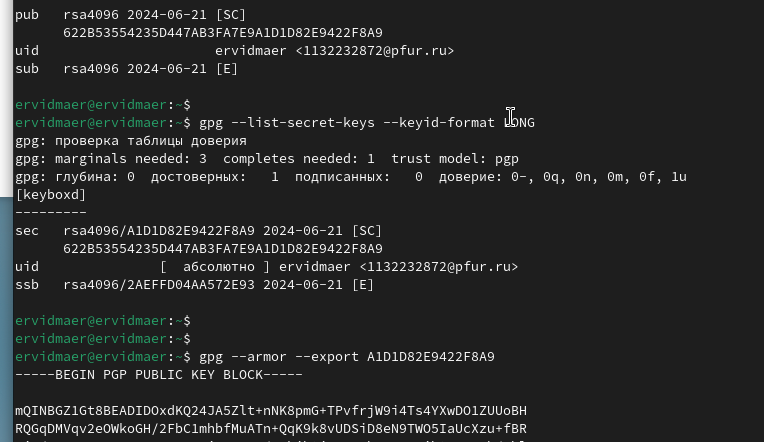 pub   rsa4096 2024-06-21 [SC]
      622B53554235D447AB3FA7E9A1D1D82E9422F8A9
uid                      ervidmaer <1132232872@pfur.ru>
sub   rsa4096 2024-06-21 [E]
ervidmaer@ervidmaer:~$
ervidmaer@ervidmaer:~$ gpg --list-secret-keys --keyid-format LONG
gpg: проверка таблицы доверия
gpg: marginals needed: 3  completes needed: 1  trust model: pgp
gpg: глубина: 0  достоверных:   1  подписанных:   0  доверие: 0-, 0q, 0n, 0m, 0f, 1u
[keyboxd]
---------
sec   rsa4096/A1D1D82E9422F8A9 2024-06-21 [SC]
      622B53554235D447AB3FA7E9A1D1D82E9422F8A9
uid               [  абсолютно ] ervidmaer <1132232872@pfur.ru>
ssb   rsa4096/2AEFFD04AA572E93 2024-06-21 [E]
ervidmaer@ervidmaer:~$
ervidmaer@ervidmaer:~$
ervidmaer@ervidmaer:~$ gpg --armor --export A1D1D82E9422F8A9
-----BEGIN PGP PUBLIC KEY BLOCK-----
mQINBGZ1Gt8BEADIDOxdKQ24JA5Zlt+nNK8pmG+TPvfrjW9i4Ts4YXwDO1ZUUoBH
RQGqDMVqv2eOWkoGH/2FbC1mhbfMuATn+QqK9k8vUDSiD8eN9TWO5IaUcXzu+fBR